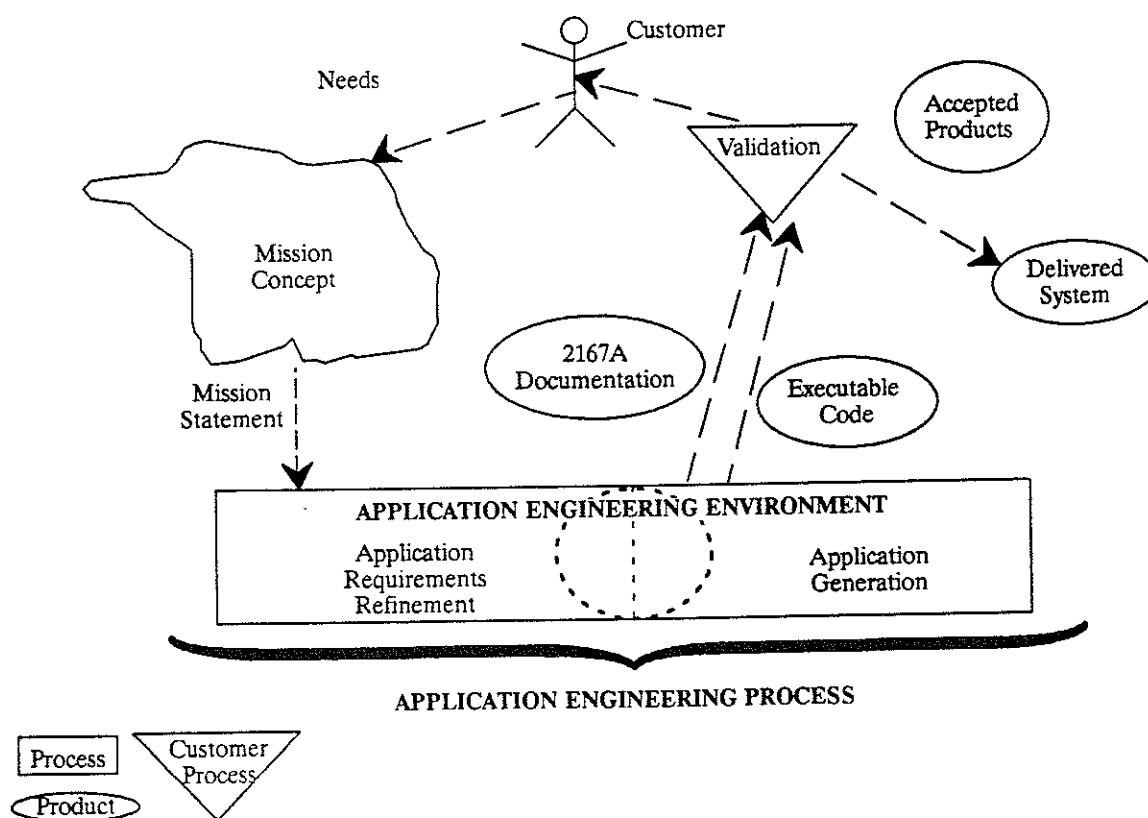 Customer
Needs
Accepted
Products
Validation
Mission
Concept
Delivered
System
2167A
Documentation
Mission
Statement
Executable
Code
APPLICATION ENGINEERING ENVIRONMENT
Application
Requirements
Refinement
Application
Generation
APPLICATION ENGINEERING PROCESS
Process
Customer
Process
Product